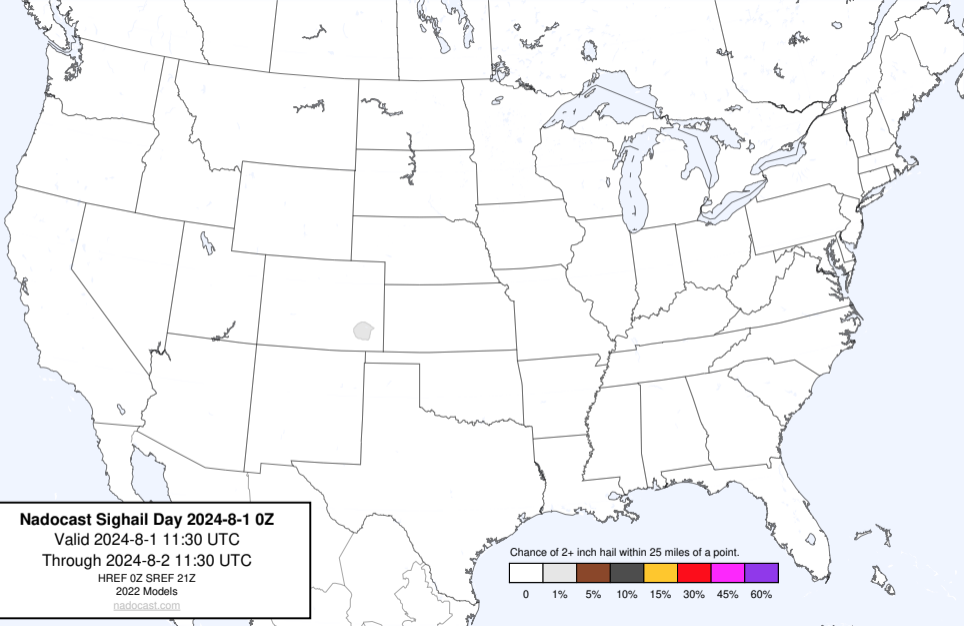 Nadocast Sighail Day 2024-8-1 0Z
Valid 2024-8-1 11:30 UTC
Through 2024-8-2 11:30 UTC
HREF 0Z SREF 21Z
2022 Models
nadocast.com
Chance of 2+ inch hail within 25 miles of a point.
0 1% 5% 10% 15% 30% 45% 60%